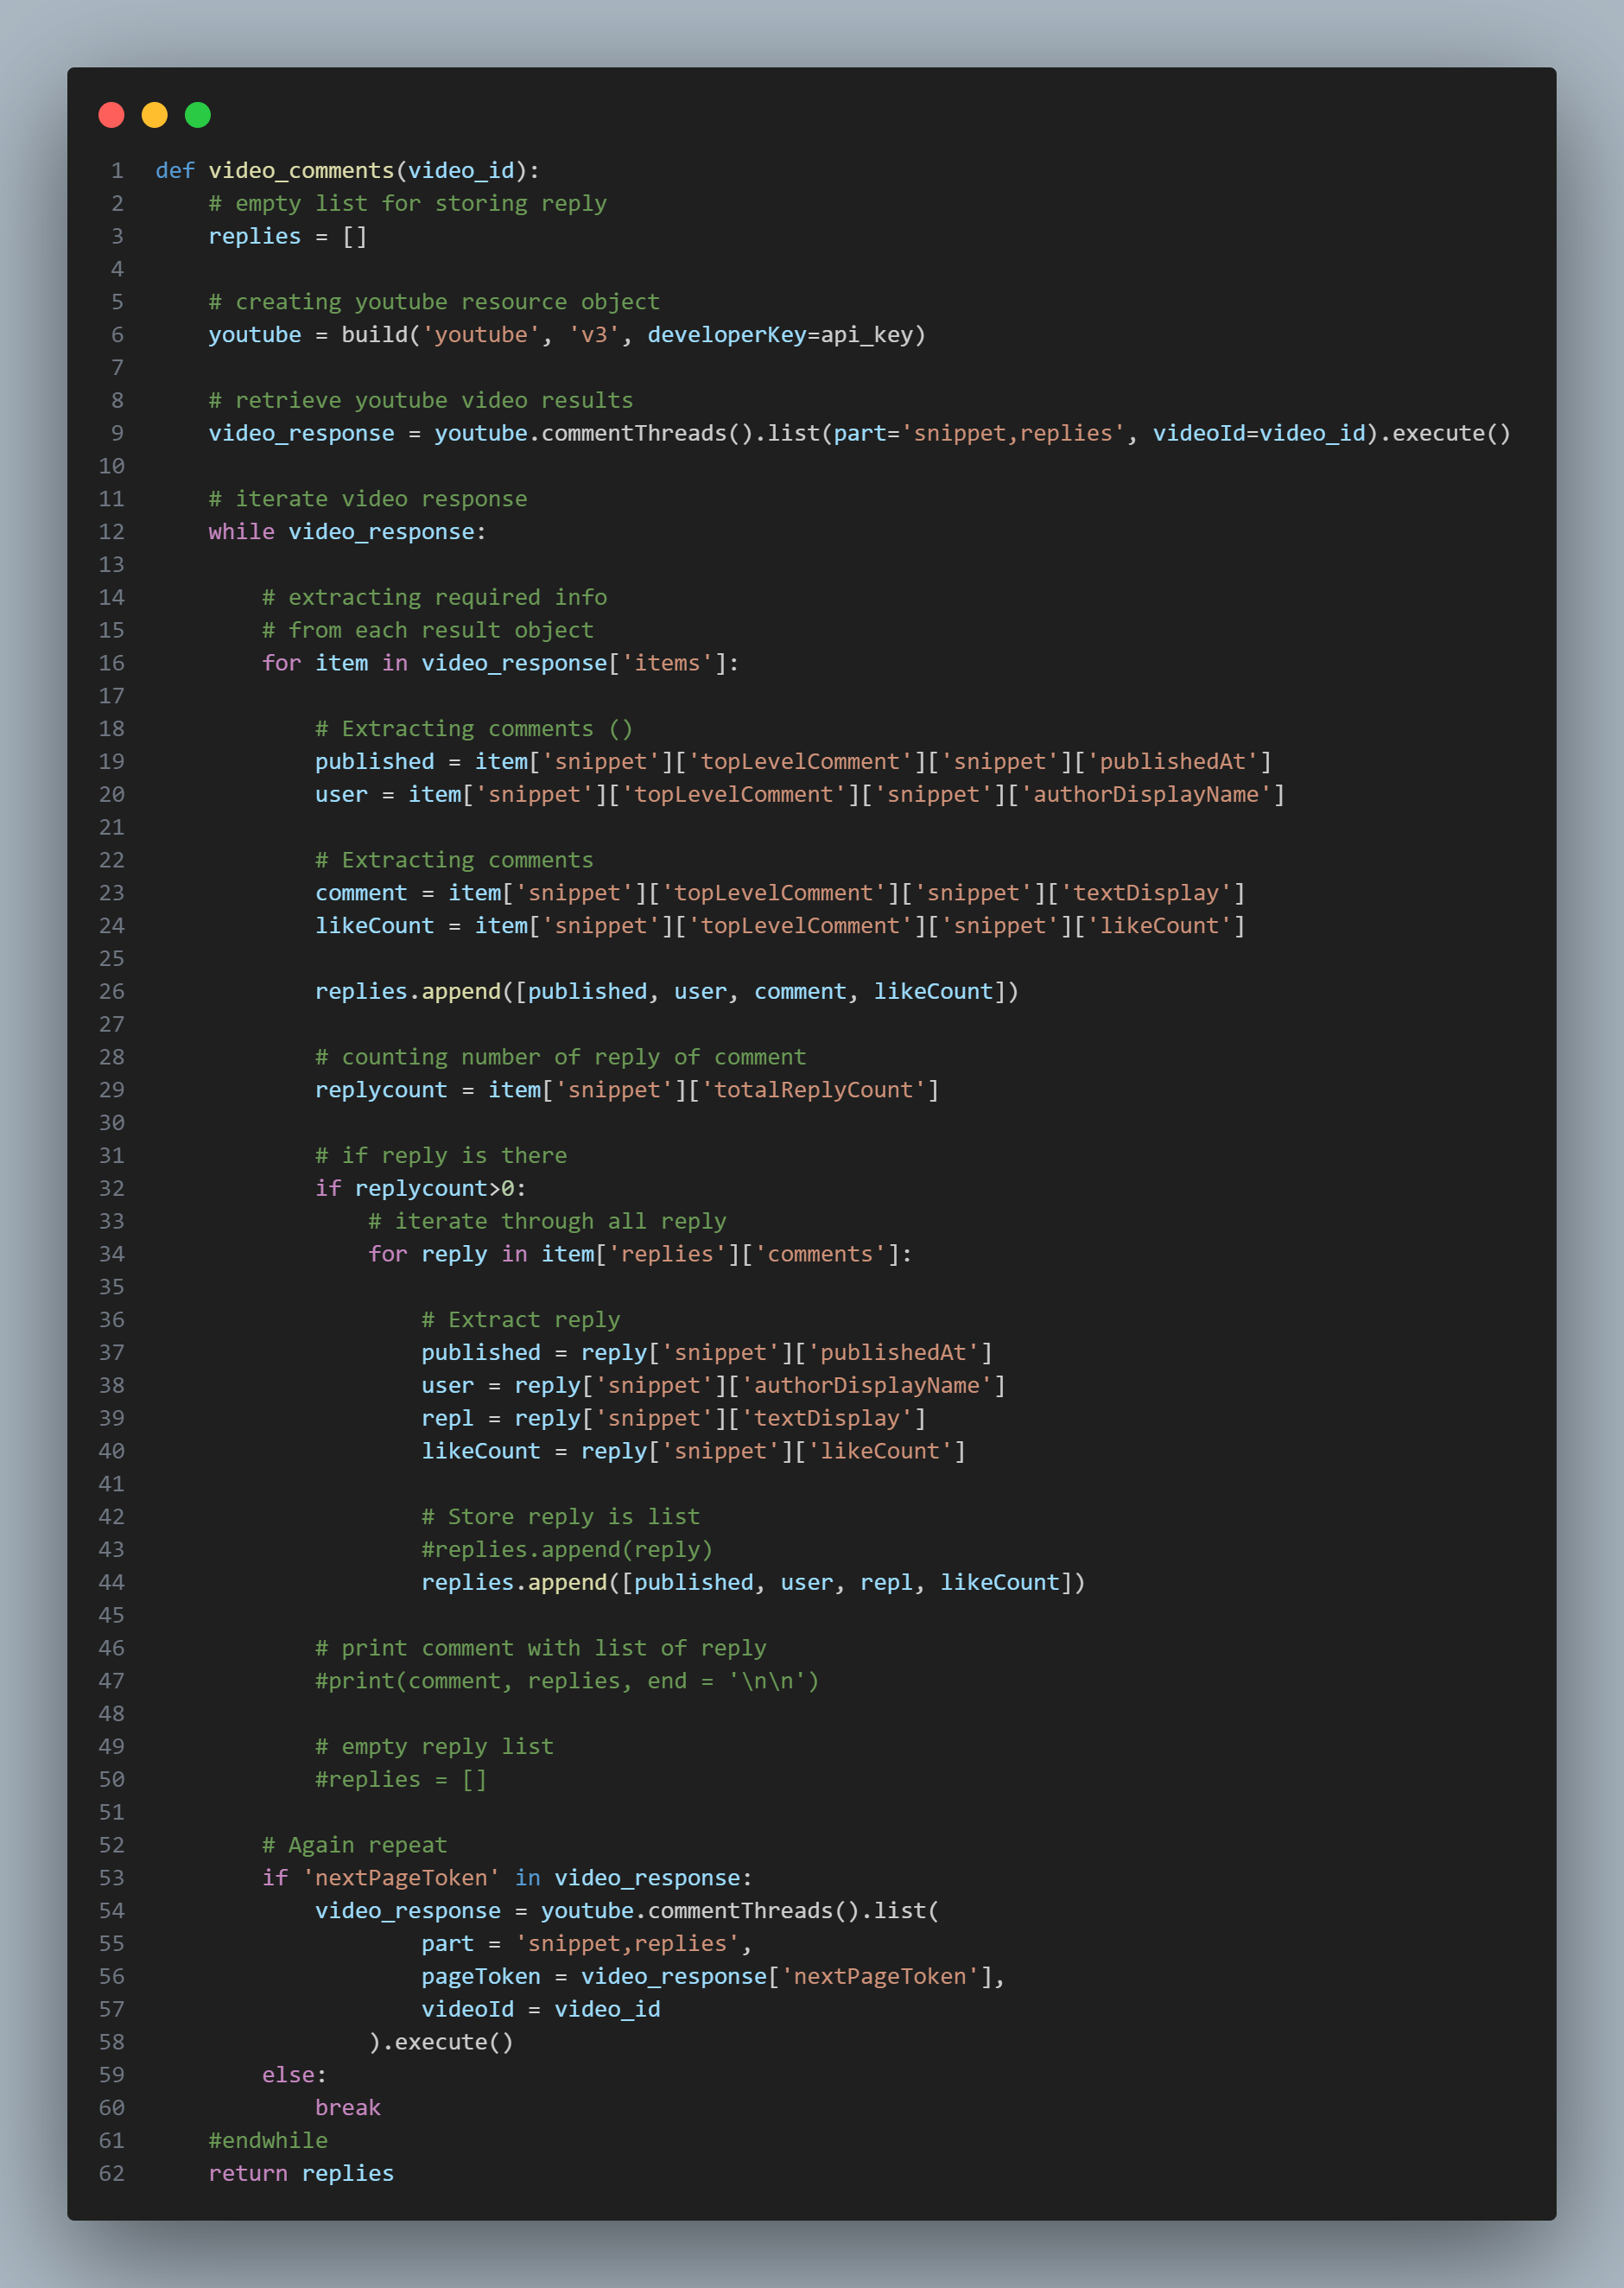 1 def video_comments(video_id):
2     # empty list for storing reply
3     replies = []
4
5     # creating youtube resource object
6     youtube = build('youtube', 'v3', developerKey=api_key)
7
8     # retrieve youtube video results
9     video_response = youtube.commentThreads().list(part='snippet,replies', videoId=video_id).execute()
10
11     # iterate video response
12     while video_response:
13
14         # extracting required info
15         # from each result object
16         for item in video_response['items']:
17
18             # Extracting comments ()
19             published = item['snippet']['topLevelComment']['snippet']['publishedAt']
20             user = item['snippet']['topLevelComment']['snippet']['authorDisplayName']
21
22             # Extracting comments
23             comment = item['snippet']['topLevelComment']['snippet']['textDisplay']
24             likeCount = item['snippet']['topLevelComment']['snippet']['likeCount']
25
26             replies.append([published, user, comment, likeCount])
27
28             # counting number of reply of comment
29             replycount = item['snippet']['totalReplyCount']
30
31             # if reply is there
32             if replycount>0:
33                 # iterate through all reply
34                 for reply in item['replies']['comments']:
35
36                     # Extract reply
37                     published = reply['snippet']['publishedAt']
38                     user = reply['snippet']['authorDisplayName']
39                     repl = reply['snippet']['textDisplay']
40                     likeCount = reply['snippet']['likeCount']
41
42                     # Store reply is list
43                     #replies.append(reply)
44                     replies.append([published, user, repl, likeCount])
45
46             # print comment with list of reply
47             #print(comment, replies, end = '\n\n')
48
49             # empty reply list
50             #replies = []
51
52         # Again repeat
53         if 'nextPageToken' in video_response:
54             video_response = youtube.commentThreads().list(
55                     part = 'snippet,replies',
56                     pageToken = video_response['nextPageToken'],
57                     videoId = video_id
58                 ).execute()
59         else:
60             break
61     #endwhile
62     return replies